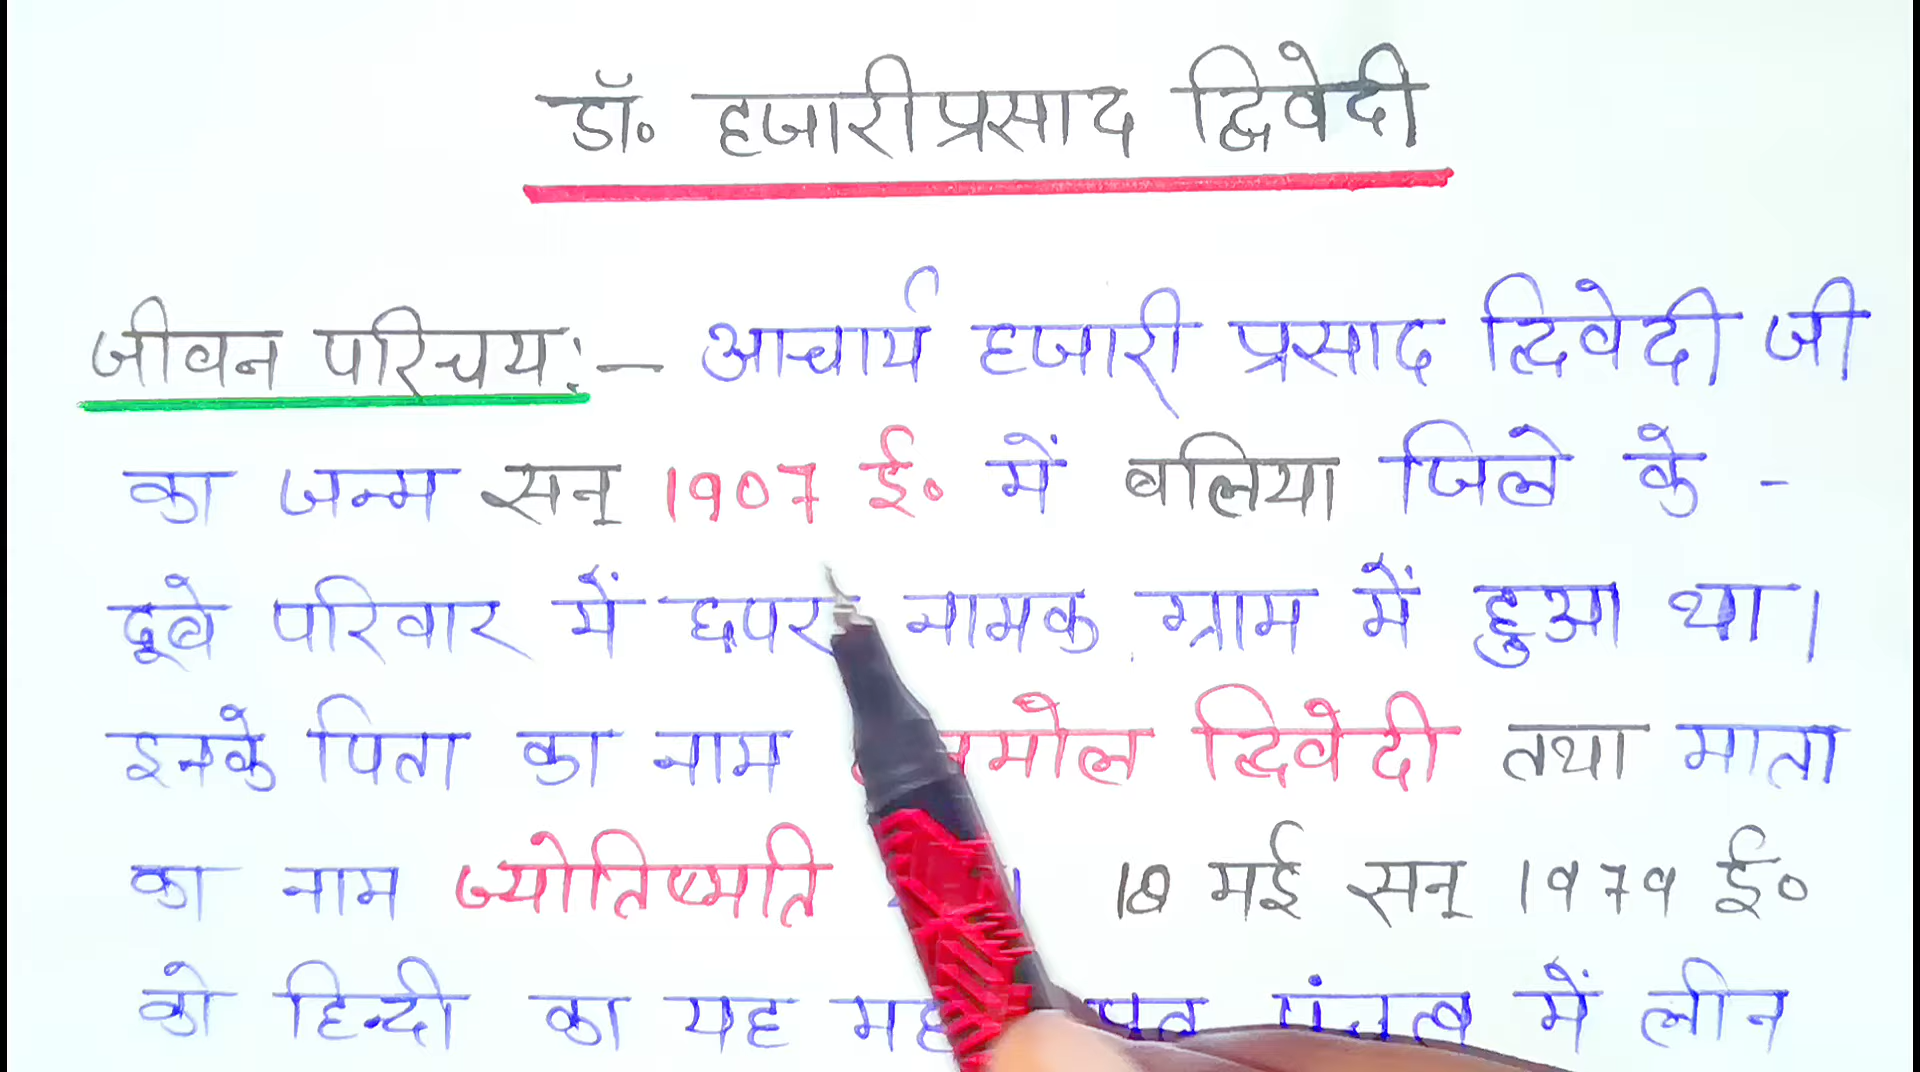 डॉ० हजारीप्रसाद द्विवेदी
जीवन परिचय:- आचार्य हजारी प्रसाद द्विवेदी जी
का जन्म सन् 1907 ई० में बलिया जिले के -
दूबे परिवार में छपरा नामक ग्राम में हुआ था।
इनके पिता का नाम द्विवेदी तथा माता
का नाम ज्योतिष्मति मई सन् 1979 ई०
को हिन्दी का यह में लीन